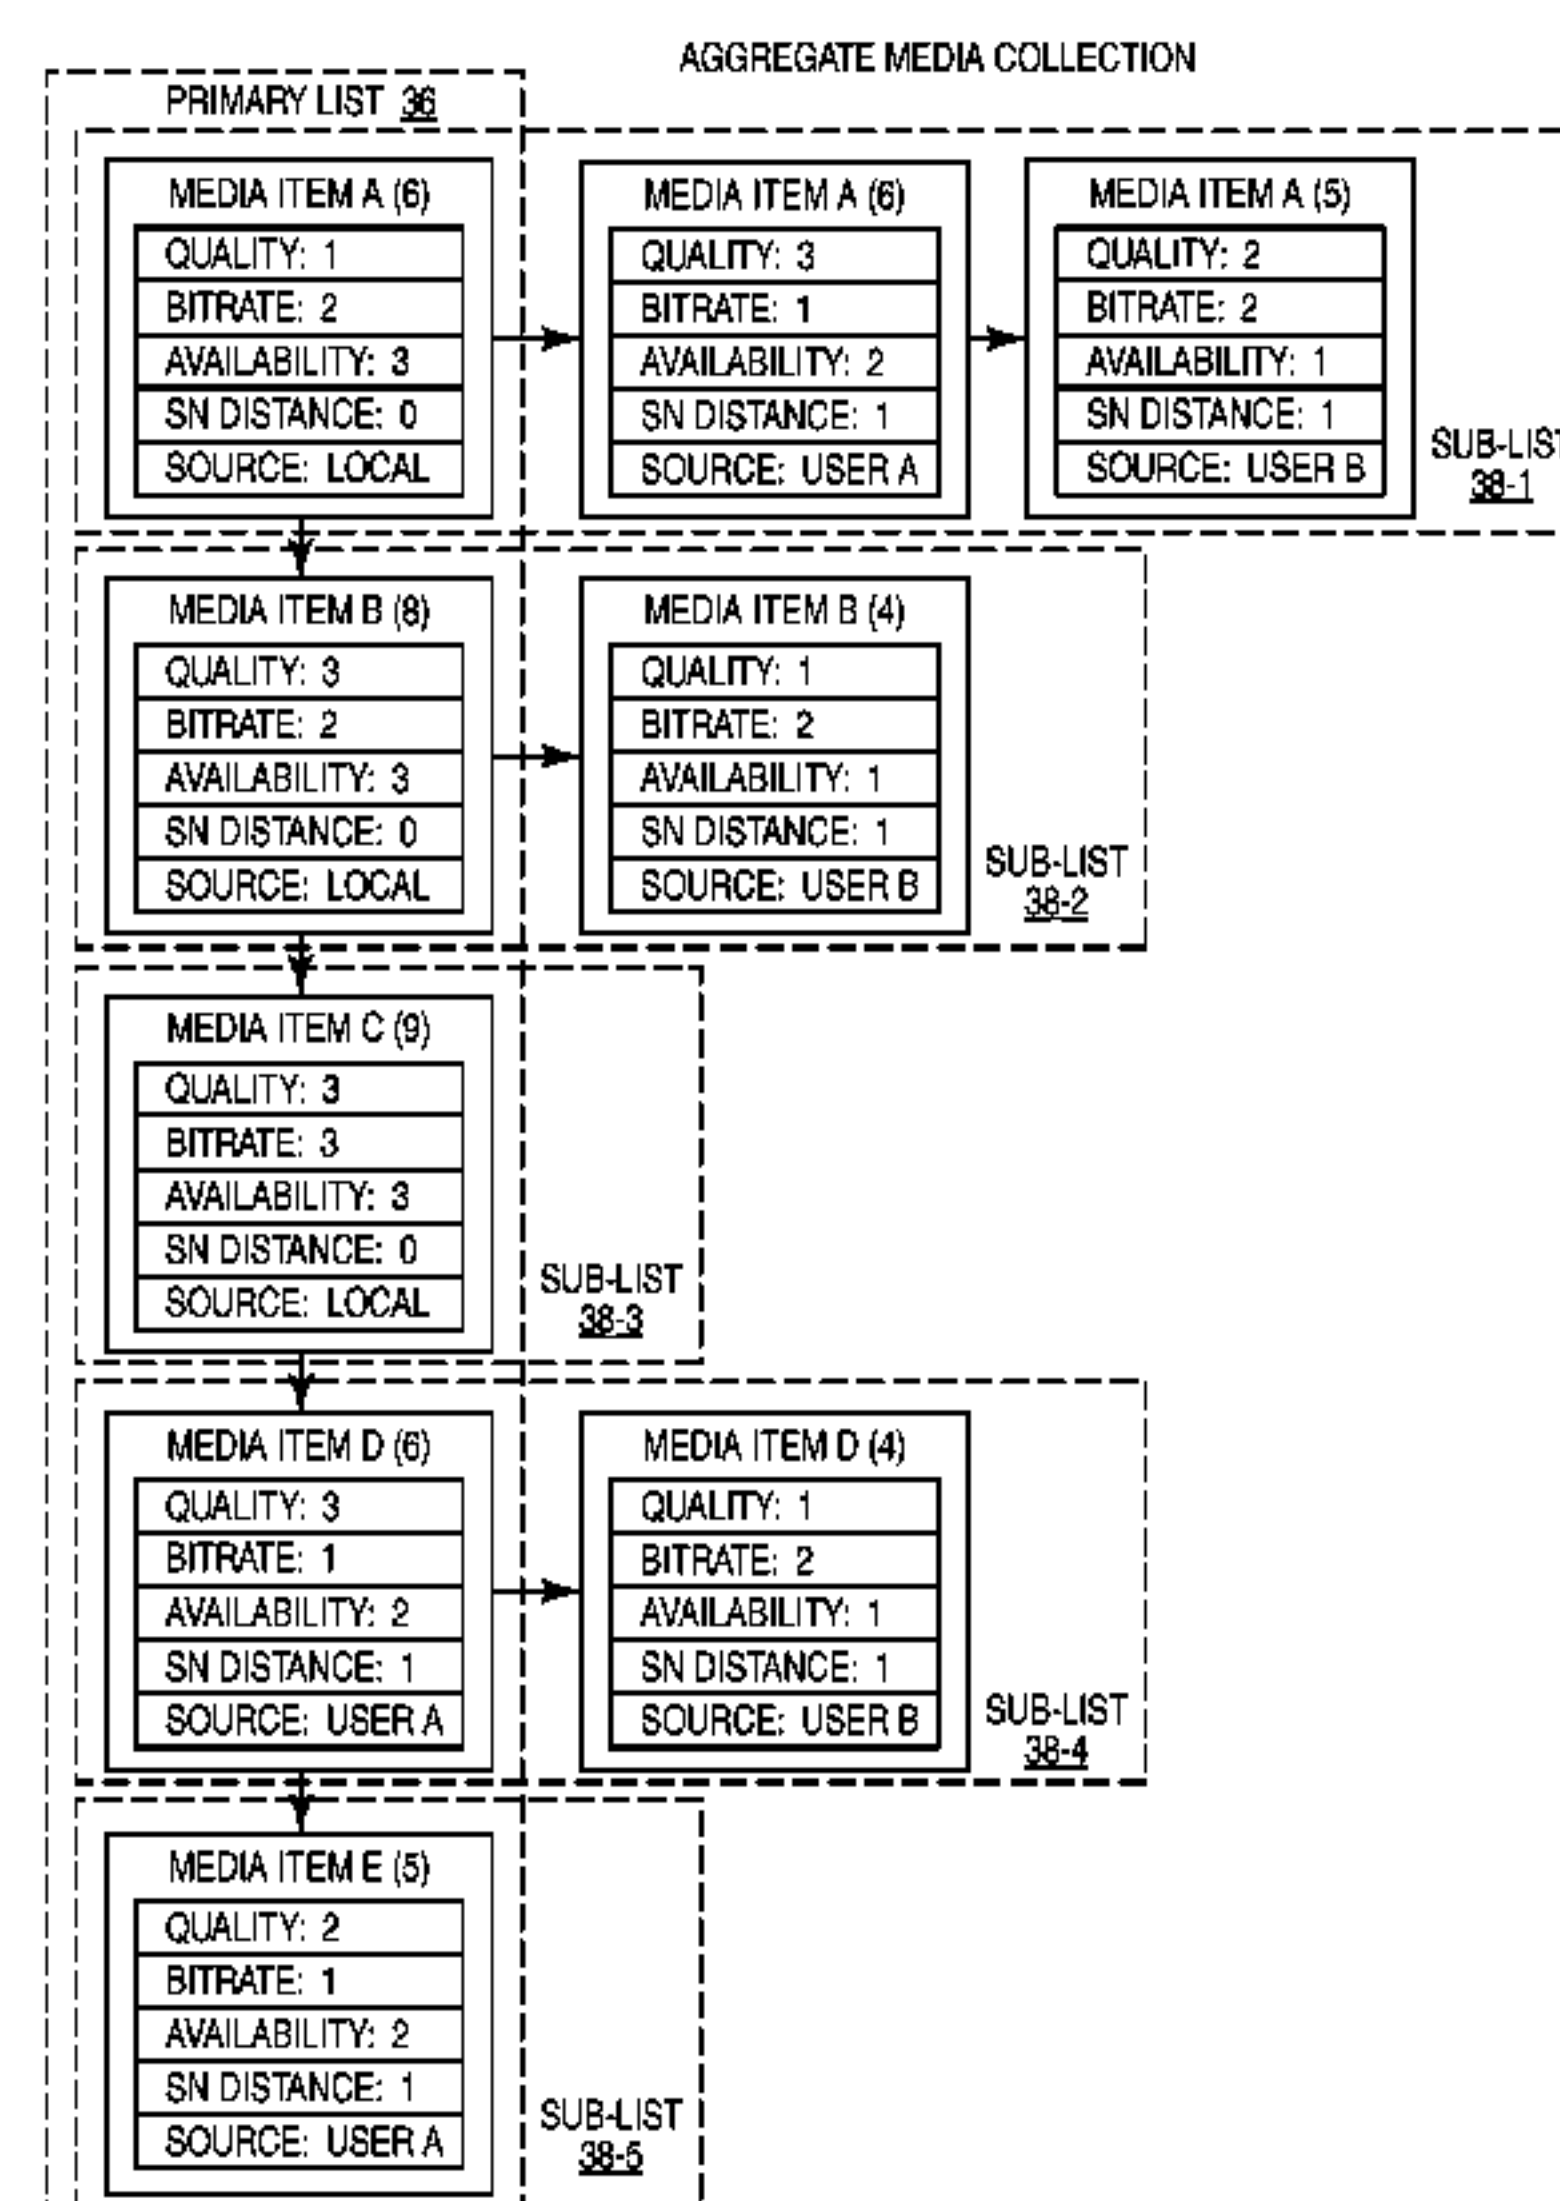 AGGREGATE MEDIA COLLECTION
PRIMARY LIST 36
MEDIA ITEM A (6)
QUALITY: 1
BITRATE: 2
AVAILABILITY: 3
SN DISTANCE: 0
SOURCE: LOCAL
MEDIA ITEM A (6)
QUALITY: 3
BITRATE: 1
AVAILABILITY: 2
SN DISTANCE: 1
SOURCE: USER A
MEDIA ITEM A (5)
QUALITY: 2
BITRATE: 2
AVAILABILITY: 1
SN DISTANCE: 1
SOURCE: USER B
SUB-LIST
38-1
MEDIA ITEM B (8)
QUALITY: 3
BITRATE: 2
AVAILABILITY: 3
SN DISTANCE: 0
SOURCE: LOCAL
MEDIA ITEM B (4)
QUALITY: 1
BITRATE: 2
AVAILABILITY: 1
SN DISTANCE: 1
SOURCE: USER B
SUB-LIST
38-2
MEDIA ITEM C (9)
QUALITY: 3
BITRATE: 3
AVAILABILITY: 3
SN DISTANCE: 0
SOURCE: LOCAL
SUB-LIST
38-3
MEDIA ITEM D (6)
QUALITY: 3
BITRATE: 1
AVAILABILITY: 2
SN DISTANCE: 1
SOURCE: USER A
MEDIA ITEM D (4)
QUALITY: 1
BITRATE: 2
AVAILABILITY: 1
SN DISTANCE: 1
SOURCE: USER B
SUB-LIST
38-4
MEDIA ITEM E (5)
QUALITY: 2
BITRATE: 1
AVAILABILITY: 2
SN DISTANCE: 1
SOURCE: USER A
SUB-LIST
38-5